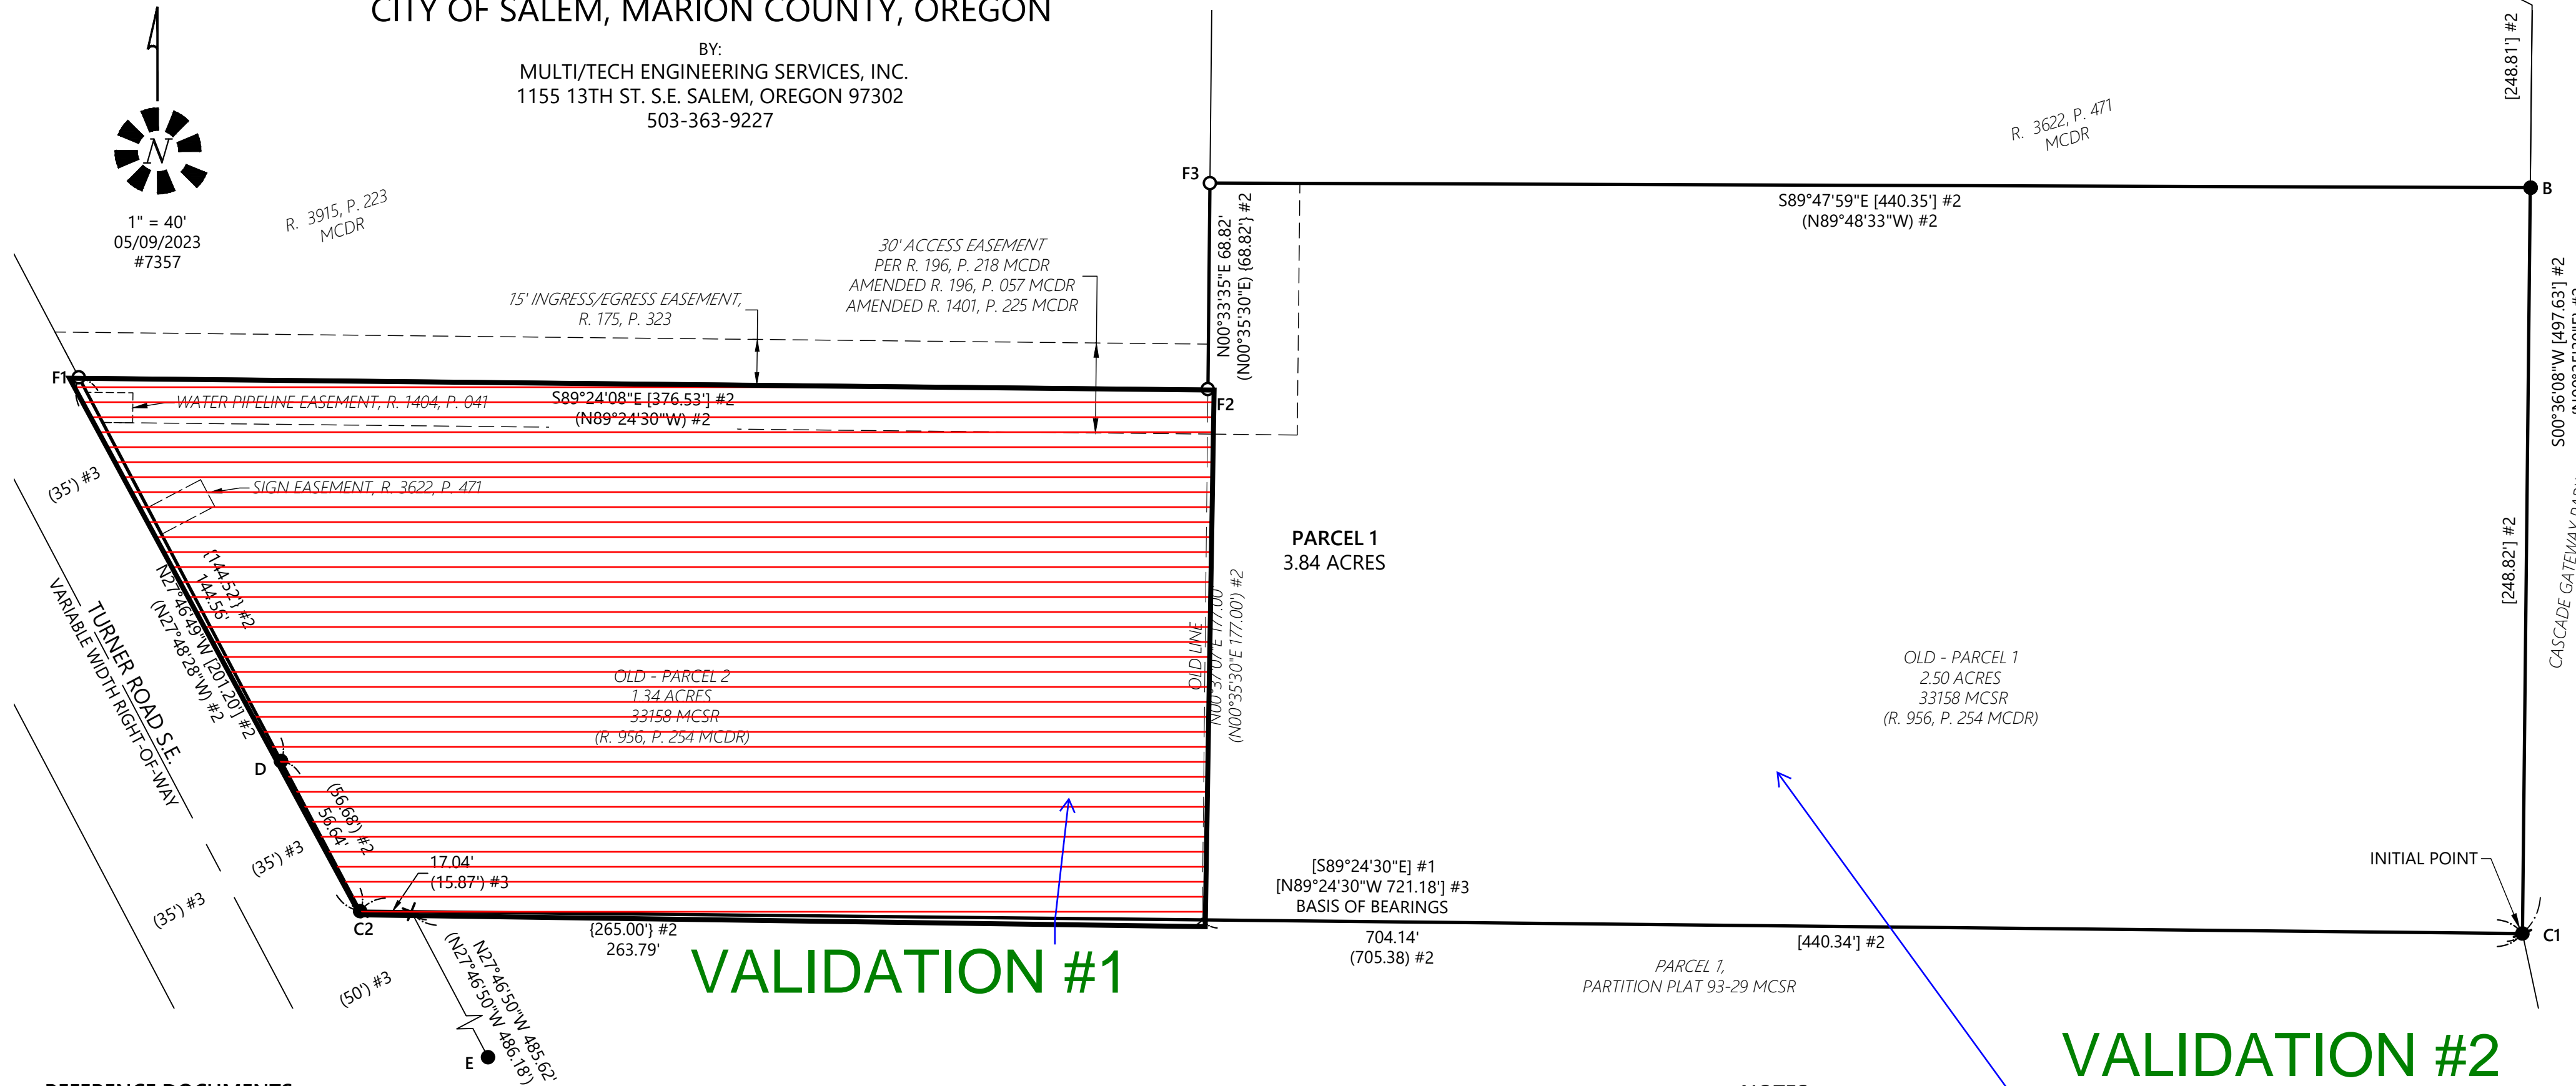 CITY OF SALEM, MARION COUNTY, OREGON
BY:
MULTI/TECH ENGINEERING SERVICES, INC.
1155 13TH ST. S.E. SALEM, OREGON 97302
503-363-9227
N
1" = 40'
05/09/2023
#7357
R. 3915, P. 223
MCDR
R. 3622, P. 471
MCDR
[248.81'] #2
F3
B
S89°47'59"E [440.35'] #2
(N89°48'33"W) #2
N00°33'35"E 68.82'
(N00°35'30"E) {68.82'} #2
30' ACCESS EASEMENT
PER R. 196, P. 218 MCDR
AMENDED R. 196, P. 057 MCDR
AMENDED R. 1401, P. 225 MCDR
15' INGRESS/EGRESS EASEMENT,
R. 175, P. 323
S00°36'08"W [497.63'] #2
F1
F2
WATER PIPELINE EASEMENT, R. 1404, P. 041
S89°24'08"E [376.53'] #2
(N89°24'30"W) #2
(35') #3
SIGN EASEMENT, R. 3622, P. 471
PARCEL 1
3.84 ACRES
[248.82'] #2
CASCADE GATEWAY
{144.52'} #2
144.56'
N27°46'49"W [201.20'] #2
(N27°48'28"W) #2
TURNER ROAD S.E.
VARIABLE WIDTH RIGHT-OF-WAY
OLD LINE
N00°37'07"E 177.00'
(N00°35'30"E 177.00') #2
OLD - PARCEL 2
1.34 ACRES
33158 MCSR
(R. 956, P. 254 MCDR)
OLD - PARCEL 1
2.50 ACRES
33158 MCSR
(R. 956, P. 254 MCDR)
D
(56.68') #2
56.64'
(35') #3
(35') #3
17.04'
(15.87') #3
[S89°24'30"E] #1
[N89°24'30"W 721.18'] #3
BASIS OF BEARINGS
INITIAL POINT
C2
{265.00'} #2
263.79'
704.14'
(705.38) #2
[440.34'] #2
C1
VALIDATION #1
PARCEL 1,
PARTITION PLAT 93-29 MCSR
(50') #3
N27°46'50"W 485.62'
(N27°46'50"W 486.18')
E
VALIDATION #2
REFERENCE DOCUMENTS
NOTES